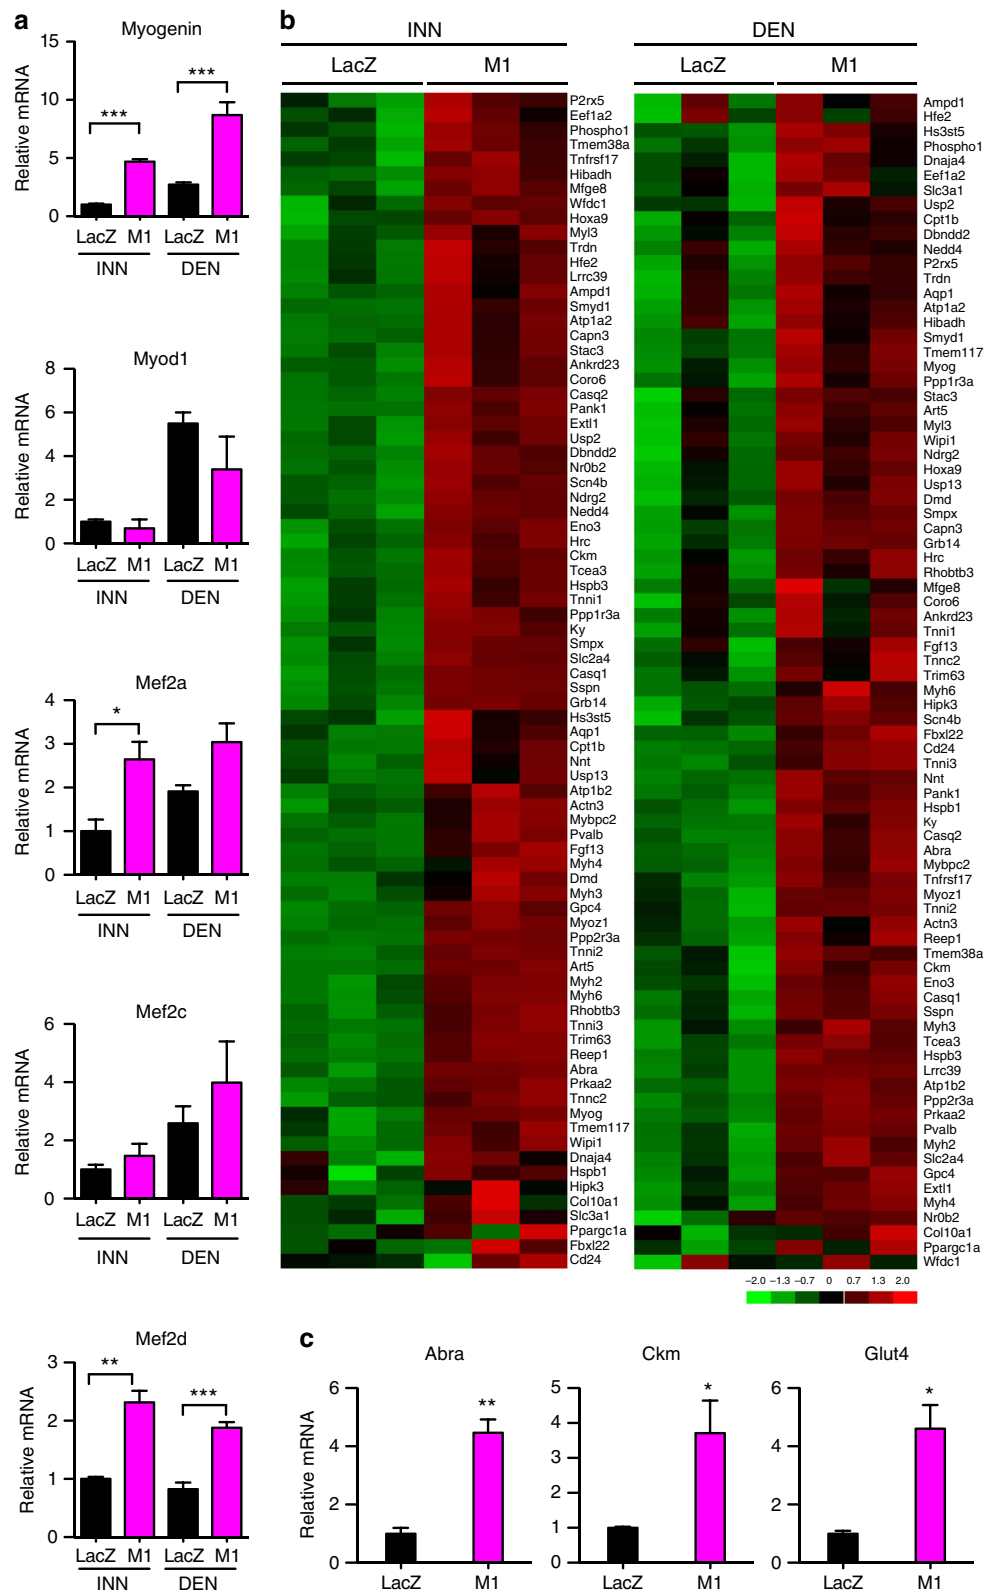 a
Myogenin
Relative mRNA
15
10
5
0
***
***
LacZ M1 LacZ M1
INN DEN
Myod1
Relative mRNA
8
6
4
2
0
LacZ M1 LacZ M1
INN DEN
Mef2a
Relative mRNA
4
3
2
1
0
*
LacZ M1 LacZ M1
INN DEN
Mef2c
Relative mRNA
6
4
2
0
LacZ M1 LacZ M1
INN DEN
Mef2d
Relative mRNA
3
2
1
0
**
***
LacZ M1 LacZ M1
INN DEN
b
INN
LacZ M1
P2rx5
Eef1a2
Phospho1
Tmem38a
Tnfrsf17
Hibadh
Mfge8
Wfdc1
Hoxa9
Myl3
Trdn
Hfe2
Lrrc39
Ampd1
Smyd1
Atp1a2
Capn3
Stac3
Ankrd23
Coro6
Casq2
Pank1
Extl1
Usp2
Dbndd2
Nr0b2
Scn4b
Ndrg2
Nedd4
Eno3
Hrc
Ckm
Tcea3
Hspb3
Tnni1
Ppp1r3a
Ky
Smpx
Slc2a4
Casq1
Sspn
Grb14
Hs3st5
Aqp1
Cpt1b
Nnt
Usp13
Atp1b2
Actn3
Mybpc2
Pvalb
Fgf13
Myh4
Dmd
Myh3
Gpc4
Myoz1
Ppp2r3a
Tnni2
Art5
Myh2
Myh6
Rhobtb3
Tnni3
Trim63
Reep1
Abra
Prkaa2
Tnnc2
Myog
Tmem117
Wipi1
Dnaja4
Hspb1
Hipk3
Col10a1
Slc3a1
Ppargc1a
Fbxl22
Cd24
DEN
LacZ M1
Ampd1
Hfe2
Hs3st5
Phospho1
Dnaja4
Eef1a2
Slc3a1
Usp2
Cpt1b
Dbndd2
Nedd4
P2rx5
Trdn
Aqp1
Atp1a2
Hibadh
Smyd1
Tmem117
Myog
Ppp1r3a
Stac3
Art5
Myl3
Wipi1
Ndrg2
Hoxa9
Usp13
Dmd
Smpx
Capn3
Grb14
Hrc
Rhobtb3
Mfge8
Coro6
Ankrd23
Tnni1
Fgf13
Tnnc2
Trim63
Myh6
Hipk3
Scn4b
Fbxl22
Cd24
Tnni3
Nnt
Pank1
Hspb1
Ky
Casq2
Abra
Mybpc2
Tnfrsf17
Myoz1
Tnni2
Actn3
Reep1
Tmem38a
Ckm
Eno3
Casq1
Sspn
Myh3
Tcea3
Hspb3
Lrrc39
Atp1b2
Ppp2r3a
Prkaa2
Pvalb
Myh2
Slc2a4
Gpc4
Extl1
Myh4
Nr0b2
Col10a1
Ppargc1a
Wfdc1
−2.0 −1.3 −0.7 0 0.7 1.3 2.0
c
Abra
Relative mRNA
6
4
2
0
**
LacZ M1
Ckm
5
4
3
2
1
0
*
LacZ M1
Glut4
6
4
2
0
*
LacZ M1